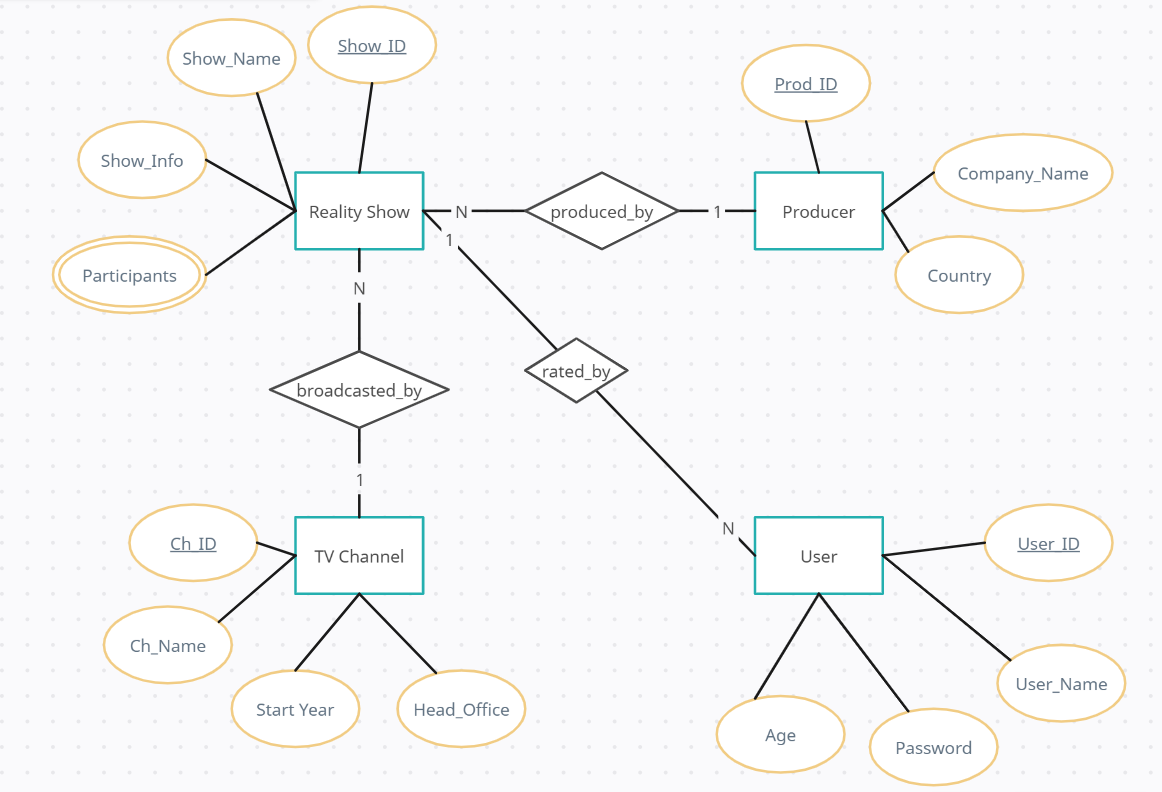 Show_ID
Show_Name
Prod_ID
Show_Info
Company_Name
Reality Show
N
produced_by
1
Producer
1
Participants
Country
N
rated_by
broadcasted_by
1
N
Ch_ID
TV Channel
User
User_ID
Ch_Name
User_Name
Start Year
Head_Office
Age
Password